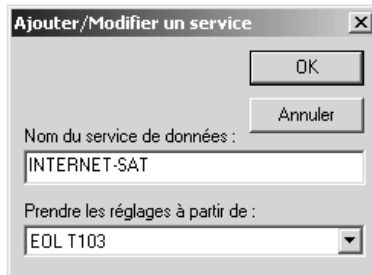 Ajouter/Modifier un service
OK
Annuler
Nom du service de données :
INTERNET-SAT
Prendre les réglages à partir de :
EOL T103